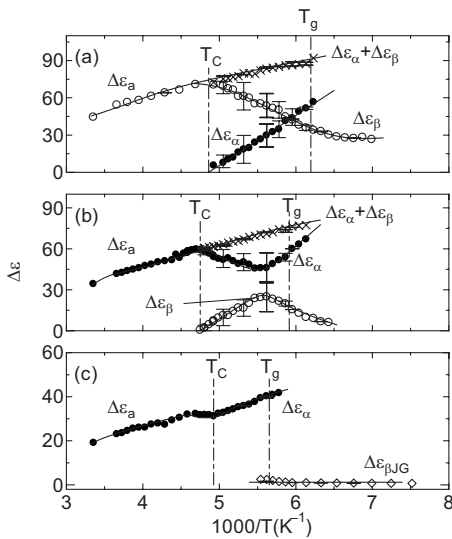 T_g
(a)
T_C
Δε_α+Δε_β
Δε_a
Δε_α
Δε_β
90
60
30
0
(b)
T_C
T_g
Δε_α+Δε_β
Δε_a
Δε_α
Δε_β
90
60
30
0
Δε
(c)
T_C
T_g
Δε_a
Δε_α
Δε_βJG
60
40
20
0
3 4 5 6 7 8
1000/T(K⁻¹)